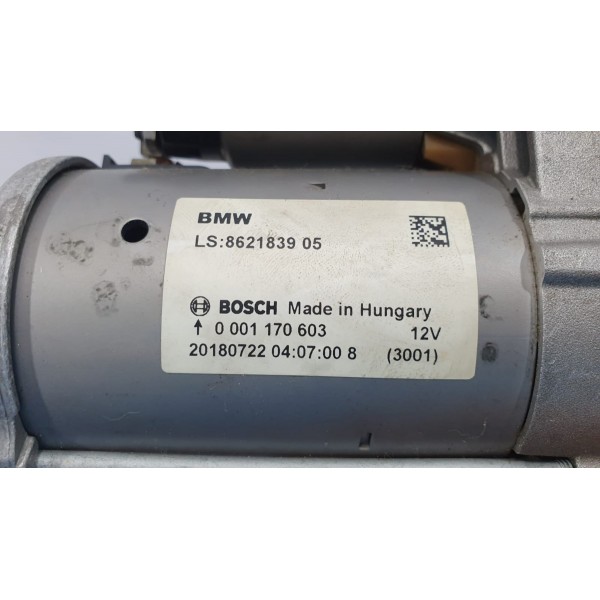 BMW
LS:8621839 05
BOSCH Made in Hungary
↑ 0 001 170 603 12V
20180722 04:07:00 8 (3001)